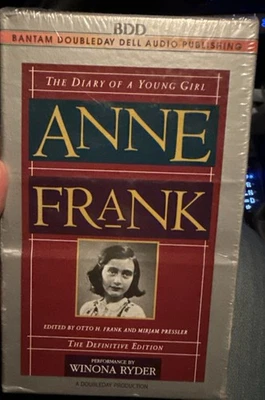 BDD
BANTAM DOUBLEDAY DELL AUDIO PUBLISHING
THE DIARY OF A YOUNG GIRL
ANNE
FRANK
EDITED BY OTTO H. FRANK AND MIRJAM PRESSLER
THE DEFINITIVE EDITION
PERFORMANCE BY
WINONA RYDER
A DOUBLEDAY PRODUCTION